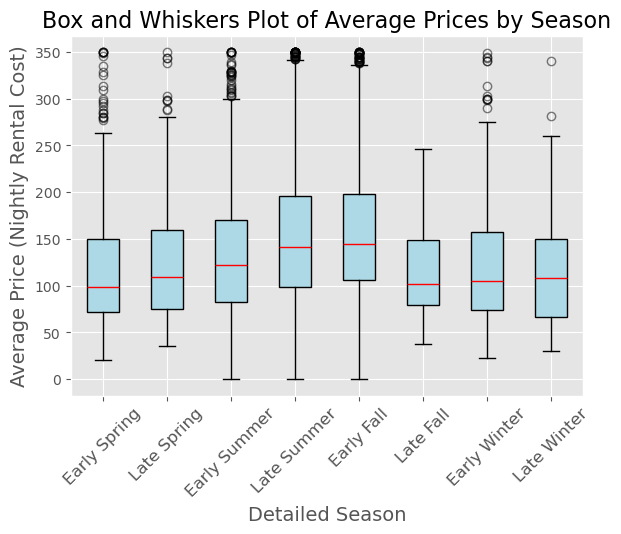 Box and Whiskers Plot of Average Prices by Season
Average Price (Nightly Rental Cost)
350
300
250
200
150
100
50
0
Early Spring
Late Spring
Early Summer
Late Summer
Early Fall
Late Fall
Early Winter
Late Winter
Detailed Season